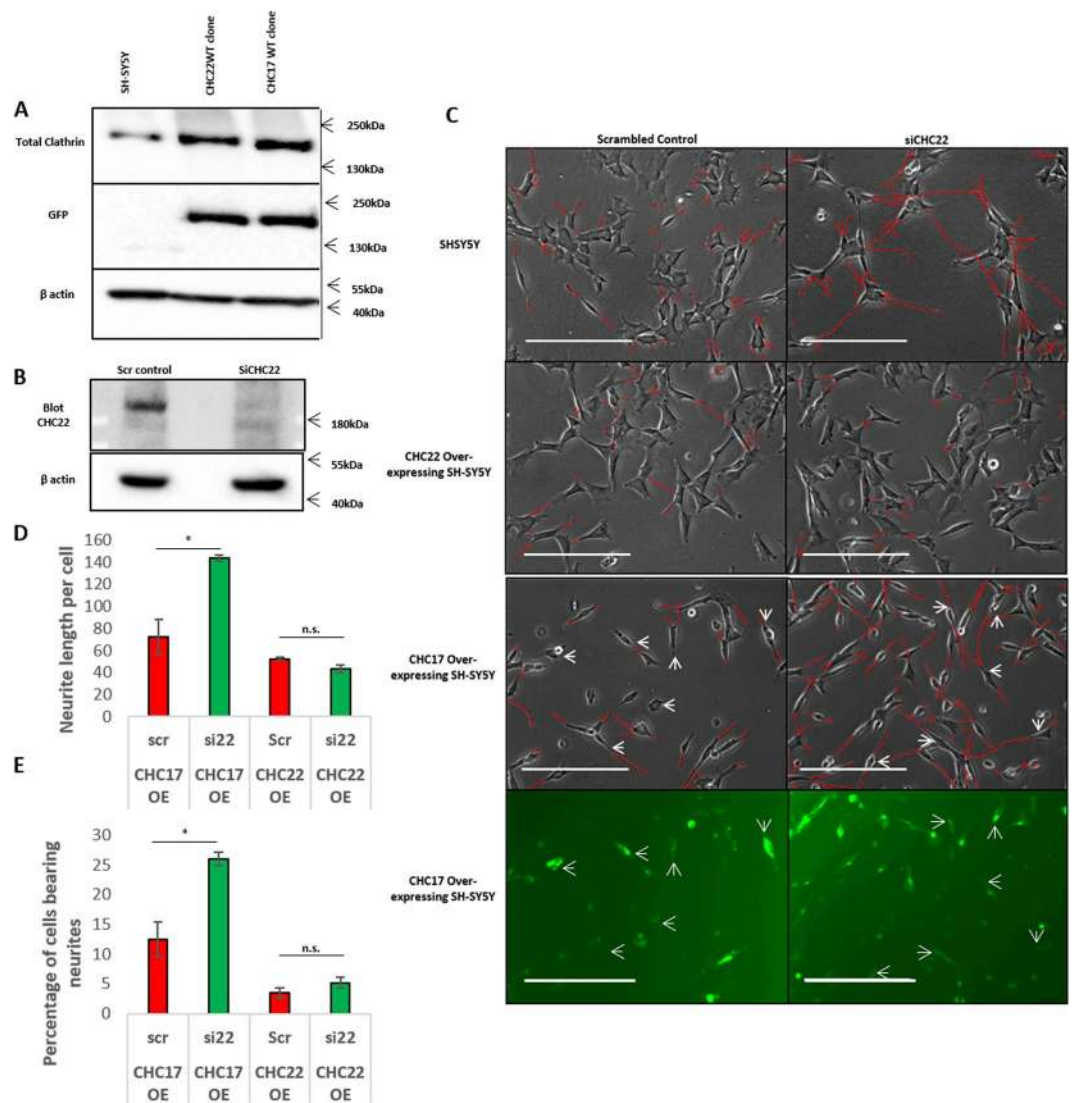 SH-SY5Y
CHC22WT clone
CHC17 WT clone
A
Total Clathrin
250kDa
130kDa
GFP
250kDa
130kDa
β actin
55kDa
40kDa
B
Scr control
SiCHC22
Blot
CHC22
180kDa
β actin
55kDa
40kDa
C
Scrambled Control
siCHC22
SHSY5Y
CHC22 Over-
expressing SH-SY5Y
CHC17 Over-
expressing SH-SY5Y
CHC17 Over-
expressing SH-SY5Y
D
Neurite length per cell
160
140
120
100
80
60
40
20
0
*
n.s.
scr
si22
Scr
si22
CHC17
OE
CHC17
OE
CHC22
OE
CHC22
OE
E
Percentage of cells bearing
neurites
30
25
20
15
10
5
0
*
n.s.
scr
si22
Scr
si22
CHC17
OE
CHC17
OE
CHC22
OE
CHC22
OE